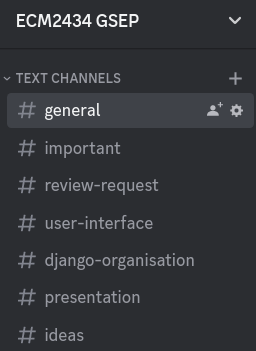 ECM2434 GSEP
TEXT CHANNELS
# general
# important
# review-request
# user-interface
# django-organisation
# presentation
# ideas